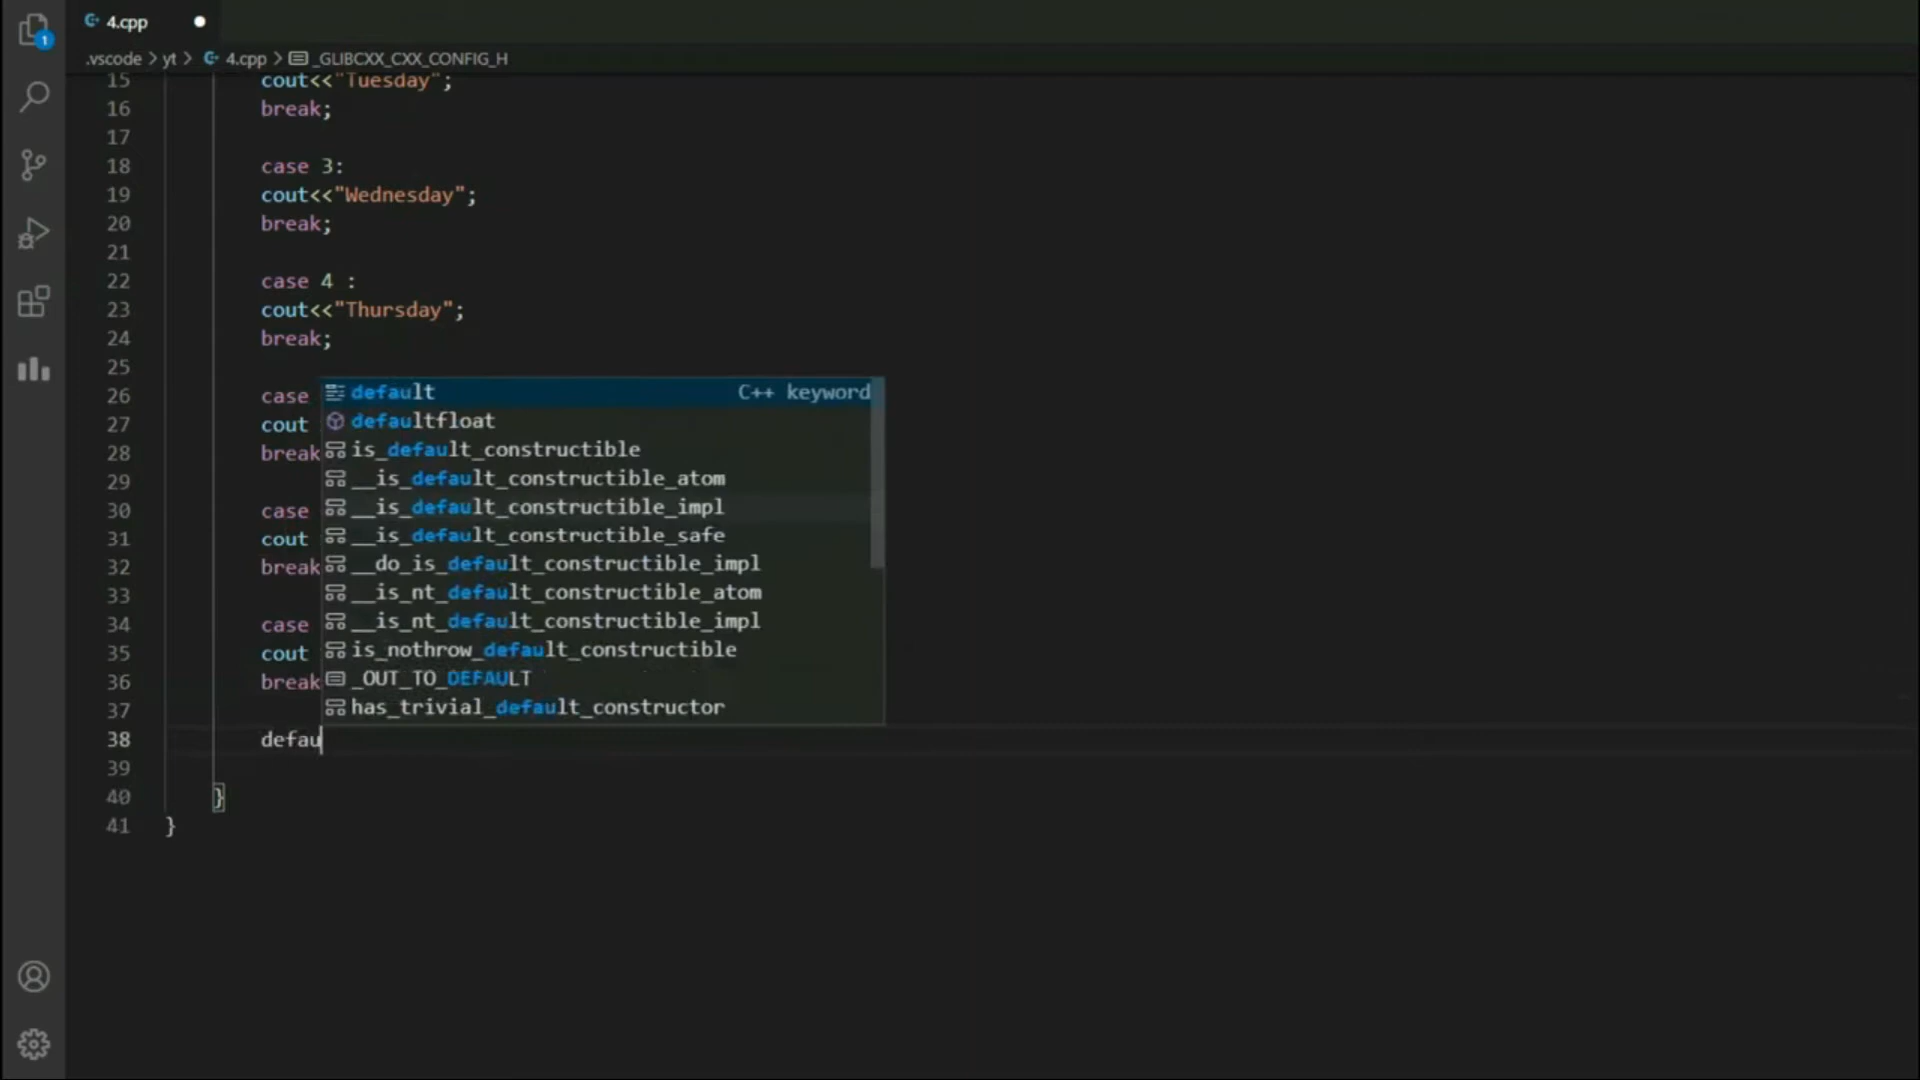 4.cpp
1
.vscode > yt > 4.cpp > _GLIBCXX_CXX_CONFIG_H
15 cout<<"Tuesday";
16 break;
17
18 case 3:
19 cout<<"Wednesday";
20 break;
21
22 case 4 :
23 cout<<"Thursday";
24 break;
25
26 case
27 cout
28 break
29
30 case
31 cout
32 break
33
34 case
35 cout
36 break
37
38 defau
39
40 }
41 }
default C++ keyword
defaultfloat
is_default_constructible
__is_default_constructible_atom
__is_default_constructible_impl
__is_default_constructible_safe
__do_is_default_constructible_impl
__is_nt_default_constructible_atom
__is_nt_default_constructible_impl
is_nothrow_default_constructible
_OUT_TO_DEFAULT
has_trivial_default_constructor